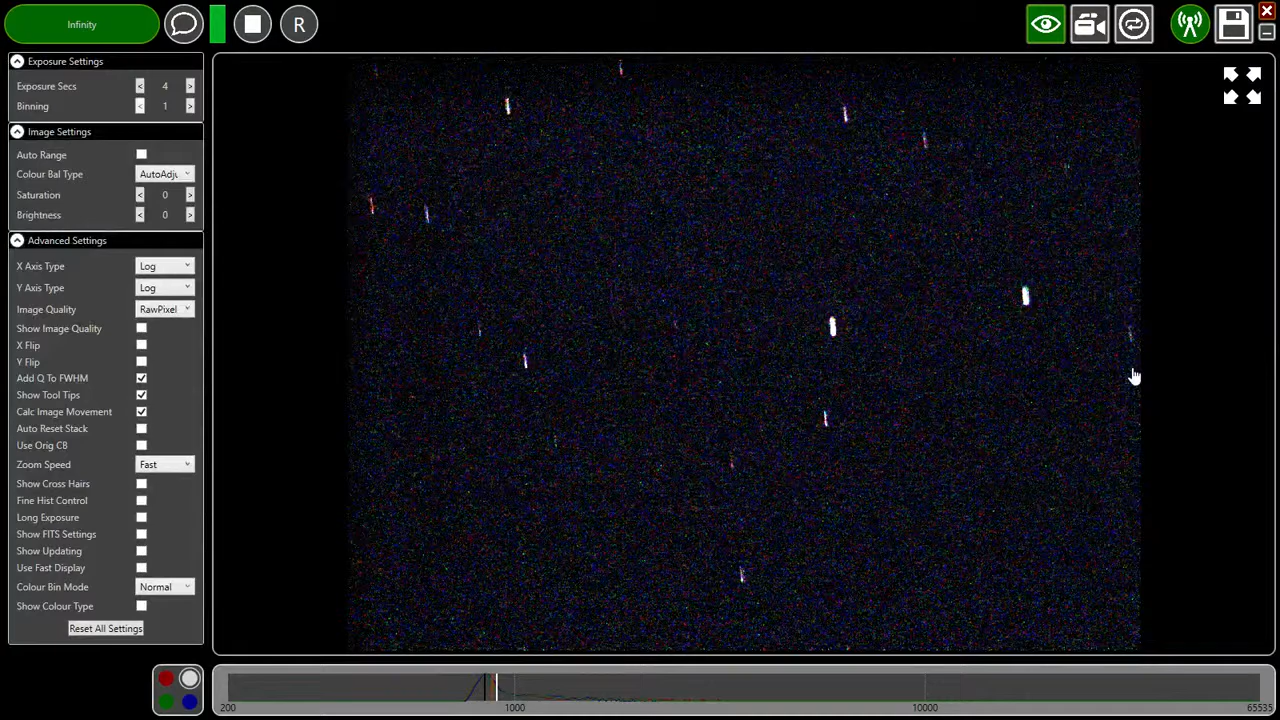 Infinity
R
Exposure Settings
Exposure Secs < 4 >
Binning < 1 >
Image Settings
Auto Range
Colour Bal Type AutoAdju
Saturation < 0 >
Brightness < 0 >
Advanced Settings
X Axis Type Log
Y Axis Type Log
Image Quality RawPixel
Show Image Quality
X Flip
Y Flip
Add Q To FWHM
Show Tool Tips
Calc Image Movement
Auto Reset Stack
Use Orig CB
Zoom Speed Fast
Show Cross Hairs
Fine Hist Control
Long Exposure
Show FITS Settings
Show Updating
Use Fast Display
Colour Bin Mode Normal
Show Colour Type
Reset All Settings
200 1000 10000 65535